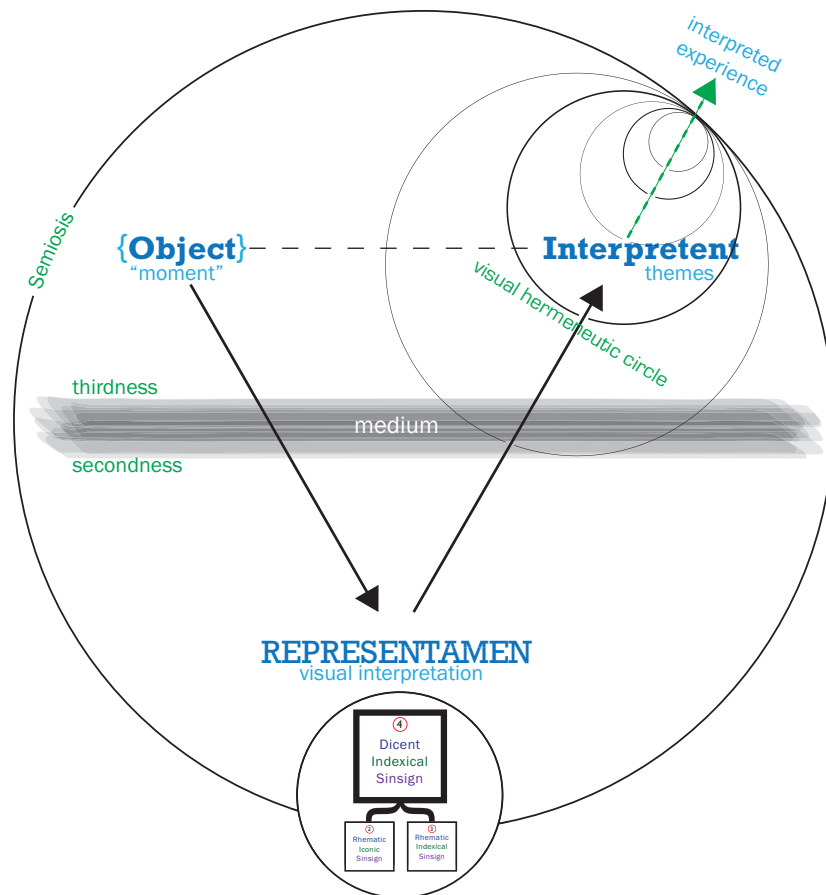 interpreted
experience
Semiosis
{Object}
"moment"
Interpretent
themes
visual hermeneutic circle
thirdness
medium
secondness
REPRESENTAMEN
visual interpretation
4
Dicent
Indexical
Sinsign
2
Rhematic
Iconic
Sinsign
3
Rhematic
Indexical
Sinsign